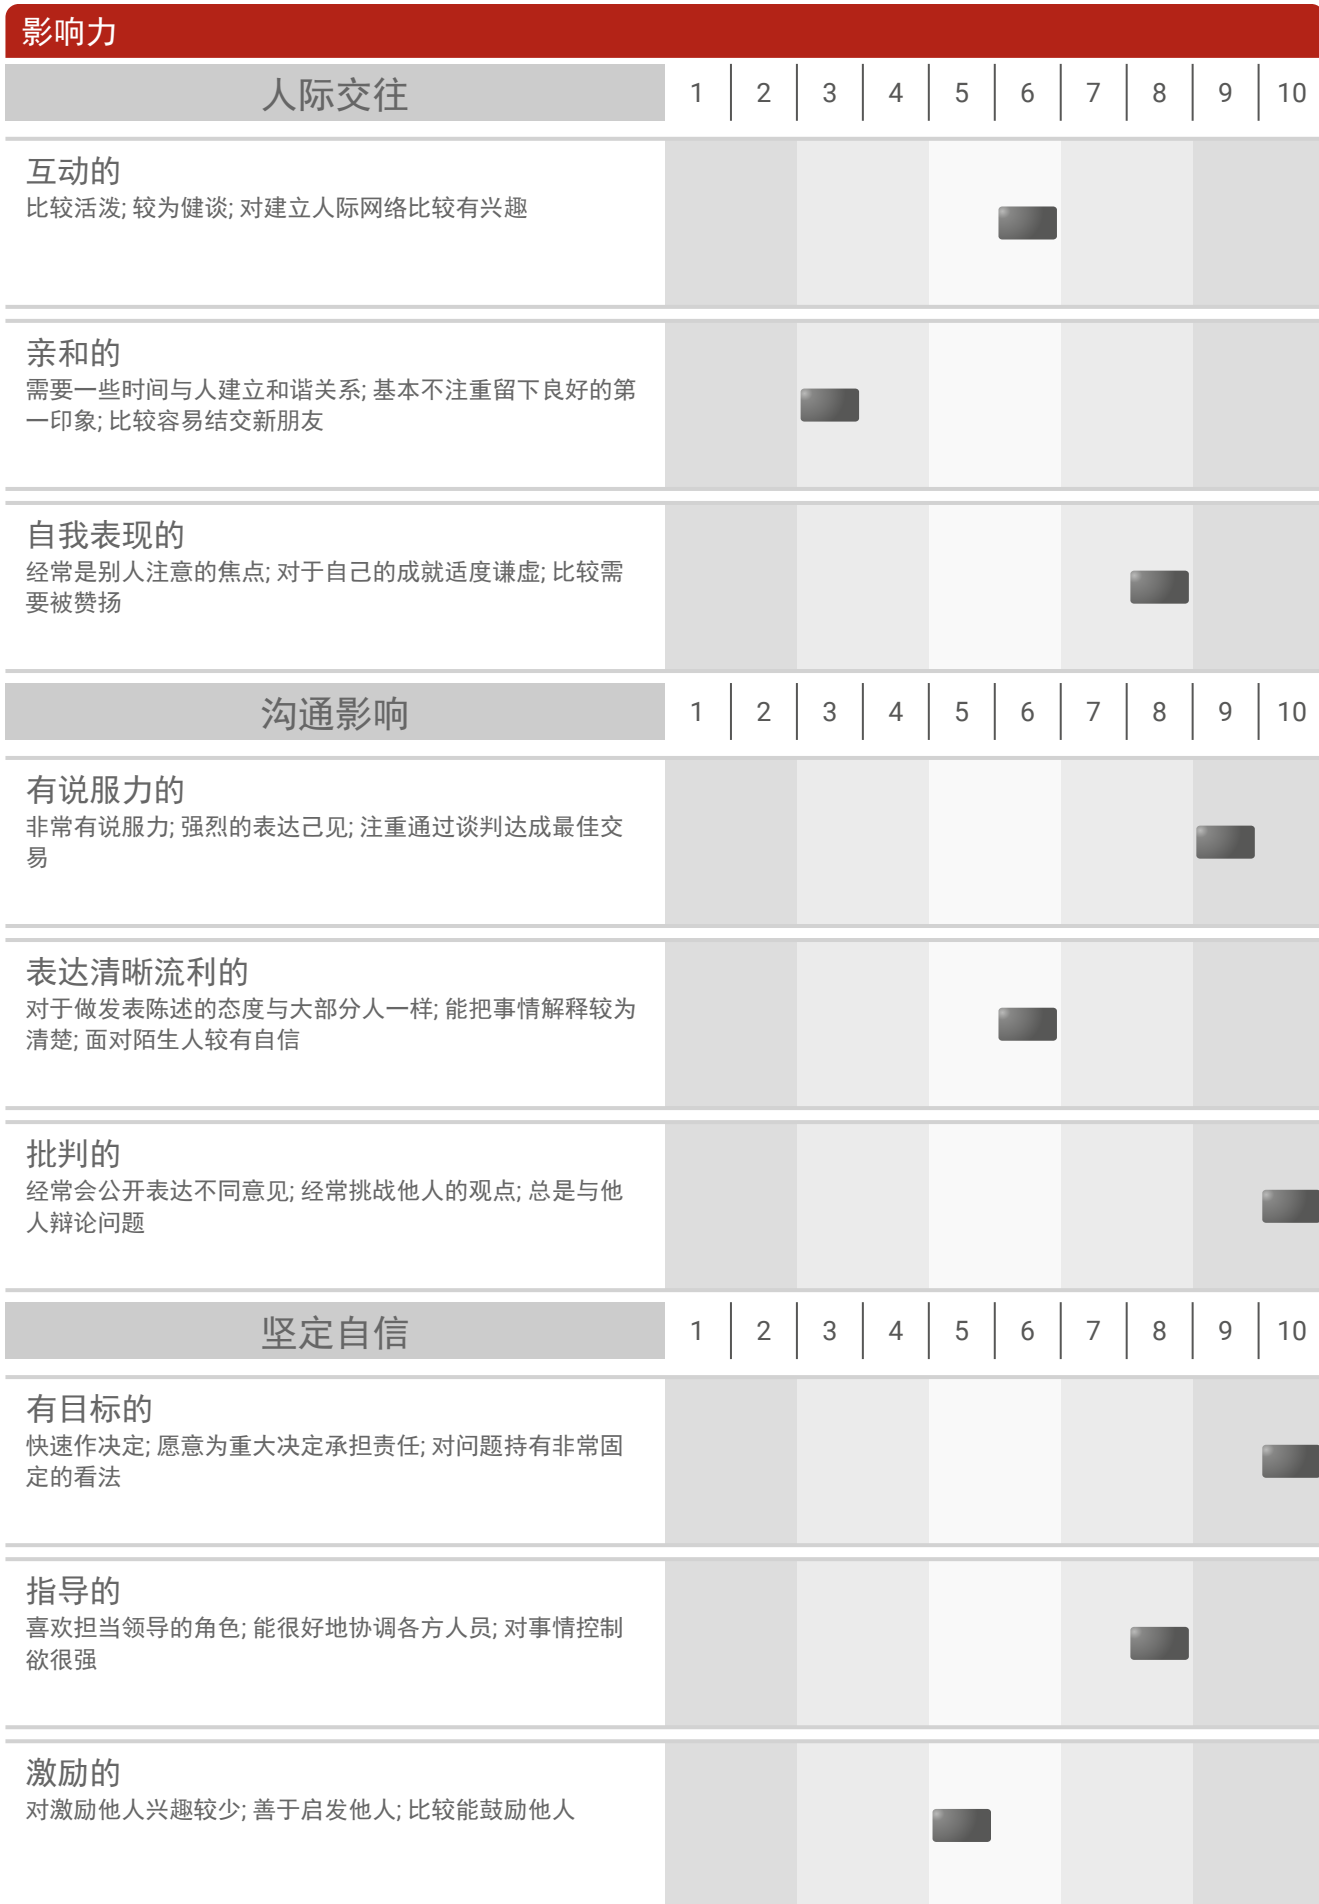 影响力
人际交往 1 2 3 4 5 6 7 8 9 10
互动的
比较活泼; 较为健谈; 对建立人际网络比较有兴趣
亲和的
需要一些时间与人建立和谐关系; 基本不注重留下良好的第
一印象; 比较容易结交新朋友
自我表现的
经常是别人注意的焦点; 对于自己的成就适度谦虚; 比较需
要被赞扬
沟通影响 1 2 3 4 5 6 7 8 9 10
有说服力的
非常有说服力; 强烈的表达己见; 注重通过谈判达成最佳交
易
表达清晰流利的
对于做发表陈述的态度与大部分人一样; 能把事情解释较为
清楚; 面对陌生人较有自信
批判的
经常会公开表达不同意见; 经常挑战他人的观点; 总是与他
人辩论问题
坚定自信 1 2 3 4 5 6 7 8 9 10
有目标的
快速作决定; 愿意为重大决定承担责任; 对问题持有非常固
定的看法
指导的
喜欢担当领导的角色; 能很好地协调各方人员; 对事情控制
欲很强
激励的
对激励他人兴趣较少; 善于启发他人; 比较能鼓励他人